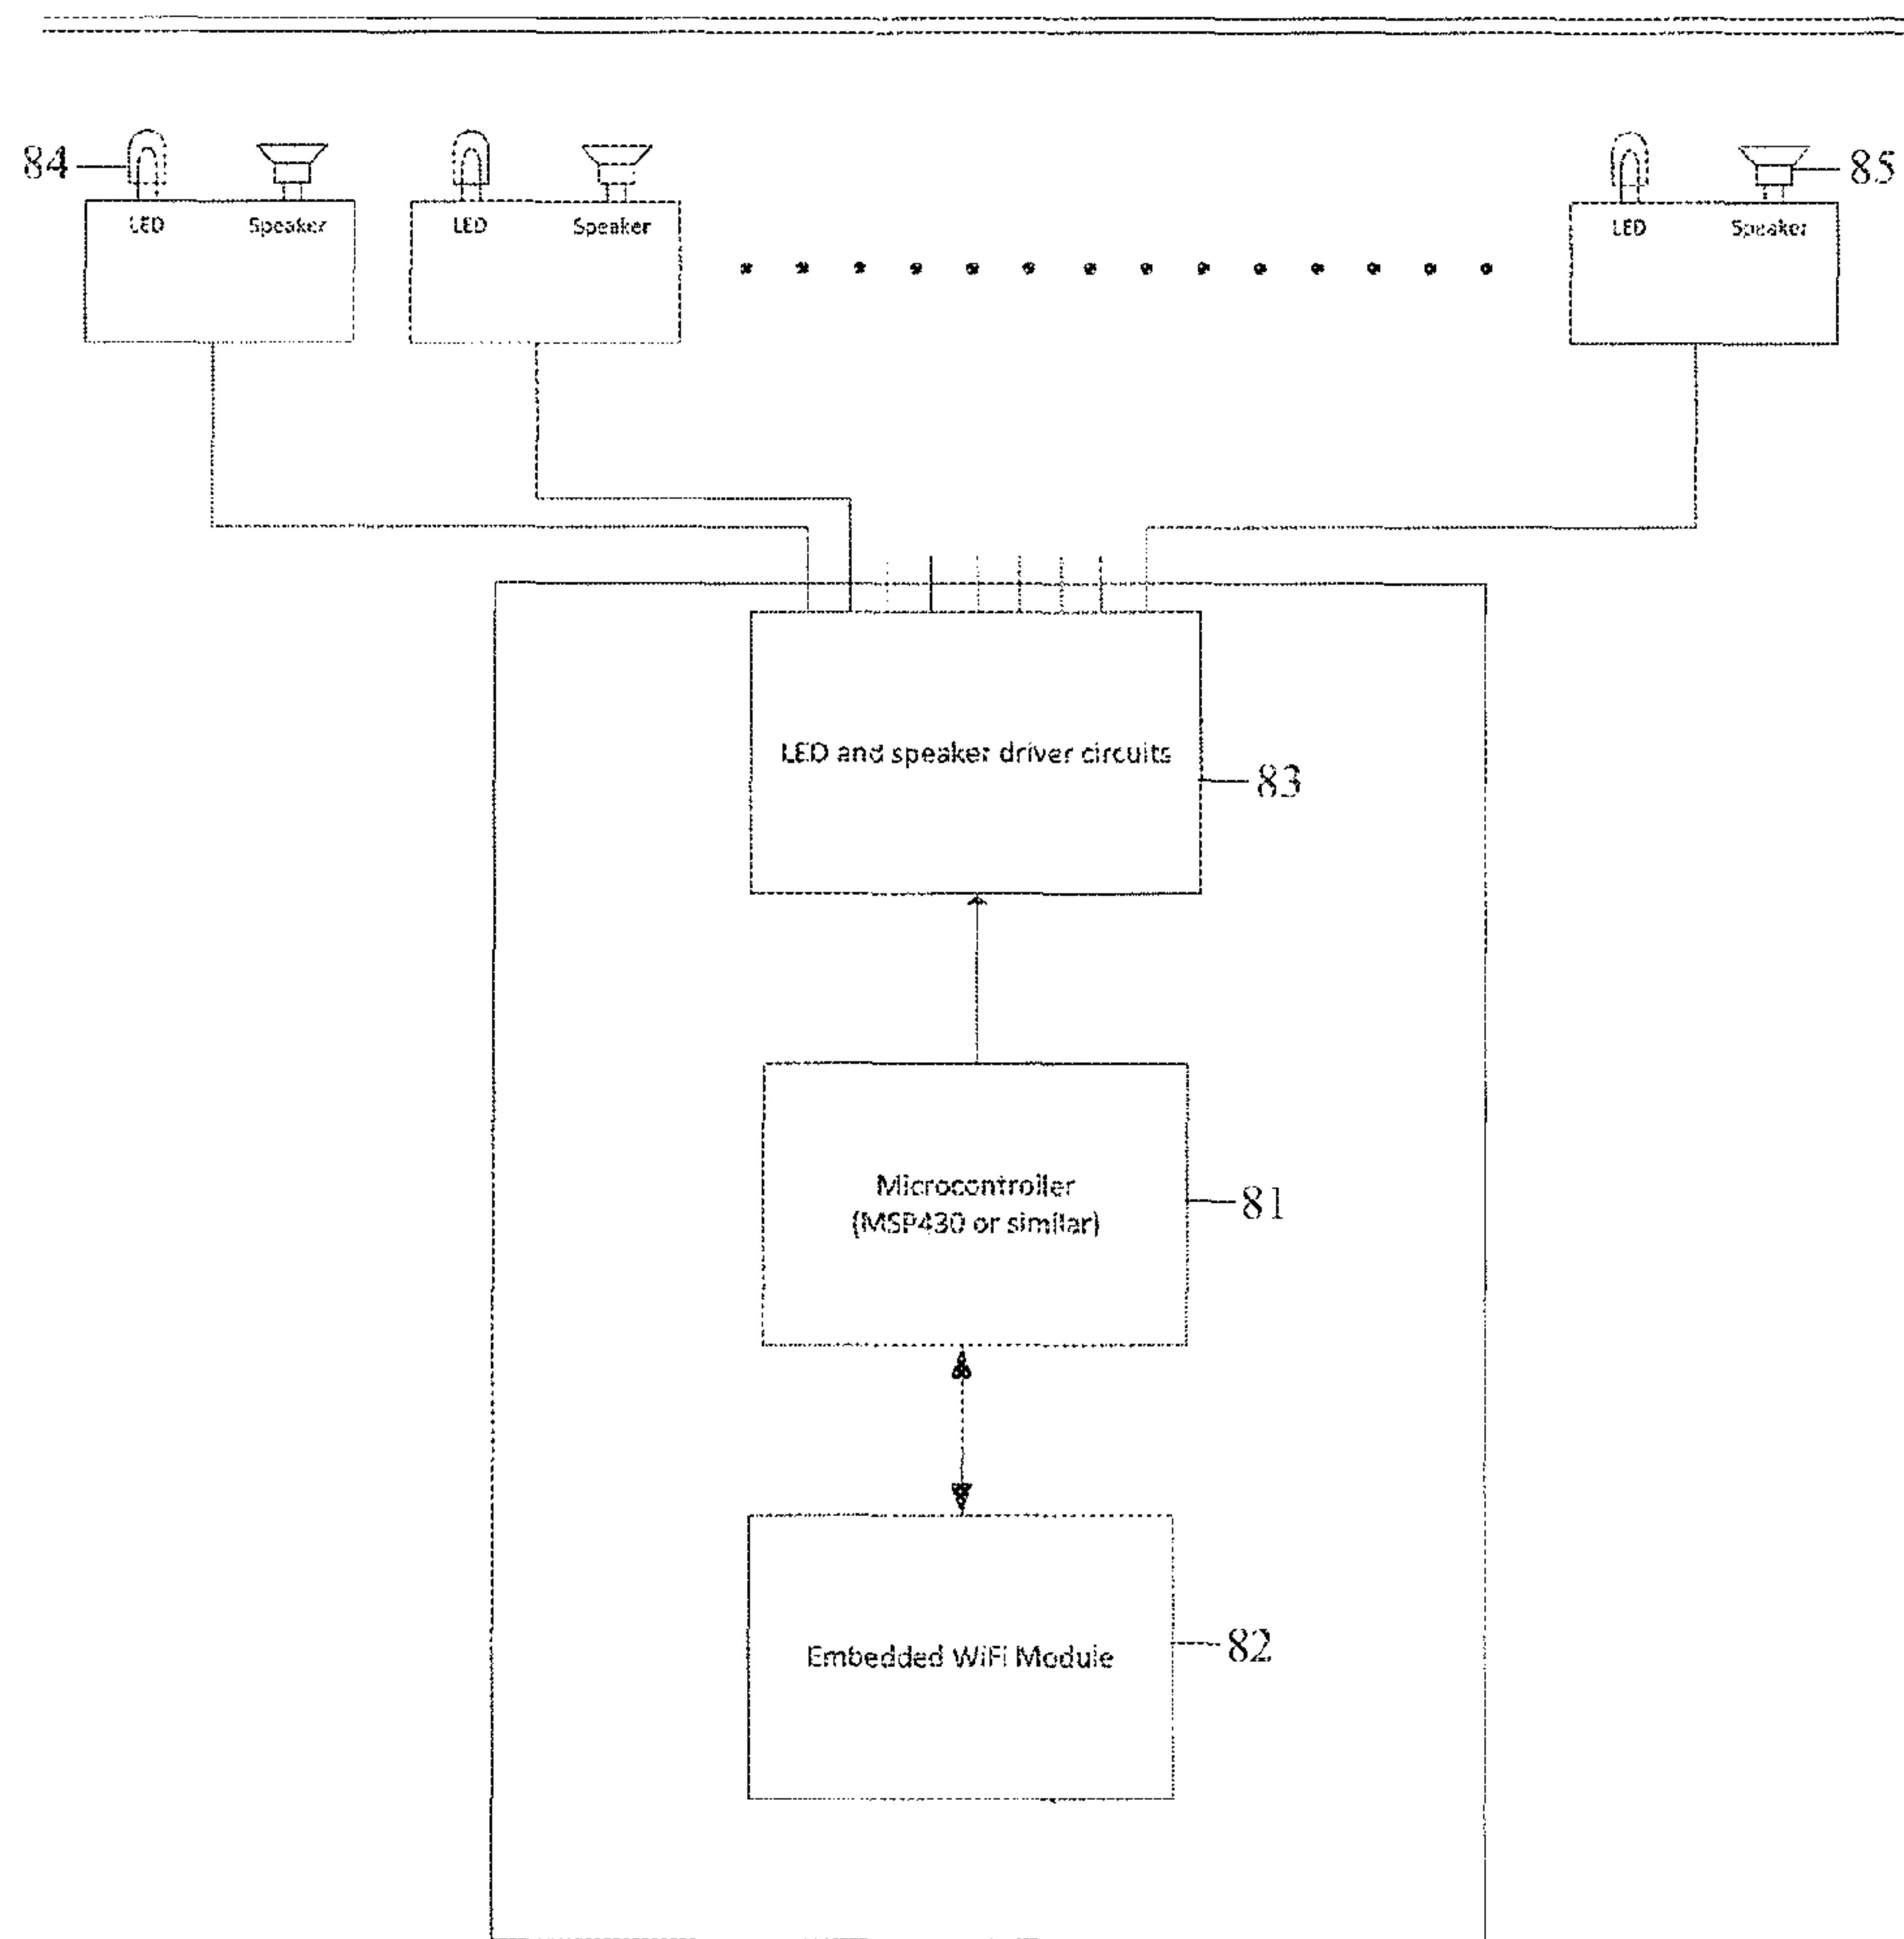 84
85
LED Speaker
LED Speaker
LED Speaker
LED and speaker driver circuits
83
Microcontroller
(MSP430 or similar)
81
Embedded WiFi Module
82